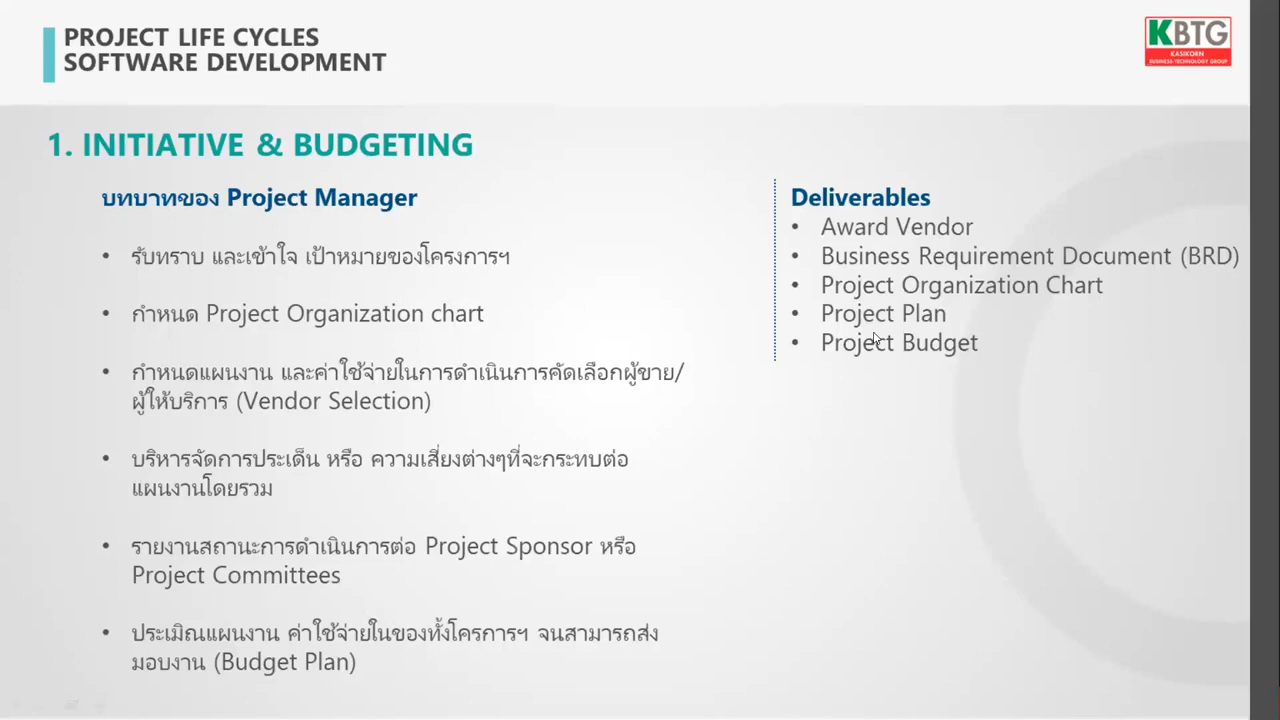 PROJECT LIFE CYCLES
SOFTWARE DEVELOPMENT
KBTG
KASIKORN
BUSINESS-TECHNOLOGY GROUP
1. INITIATIVE & BUDGETING
บทบาทของ Project Manager
• รับทราบ และเข้าใจ เป้าหมายของโครงการฯ
• กำหนด Project Organization chart
• กำหนดแผนงาน และค่าใช้จ่ายในการดำเนินการคัดเลือกผู้ขาย/
ผู้ให้บริการ (Vendor Selection)
• บริหารจัดการประเด็น หรือ ความเสี่ยงต่างๆที่จะกระทบต่อ
แผนงานโดยรวม
• รายงานสถานะการดำเนินการต่อ Project Sponsor หรือ
Project Committees
• ประเมิณแผนงาน ค่าใช้จ่ายในของทั้งโครการฯ จนสามารถส่ง
มอบงาน (Budget Plan)
Deliverables
• Award Vendor
• Business Requirement Document (BRD)
• Project Organization Chart
• Project Plan
• Project Budget